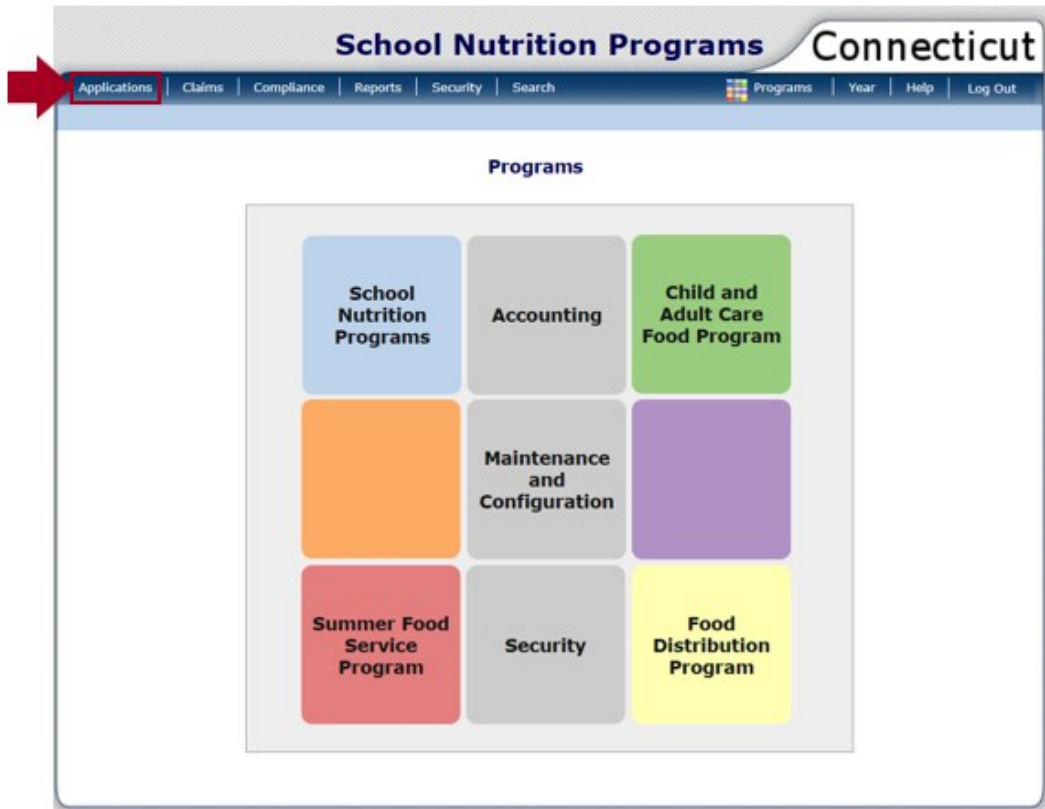 School Nutrition Programs
Connecticut
Applications Claims Compliance Reports Security Search Programs Year Help Log Out
Programs
School
Nutrition
Programs
Accounting
Child and
Adult Care
Food Program
Maintenance
and
Configuration
Summer Food
Service
Program
Security
Food
Distribution
Program